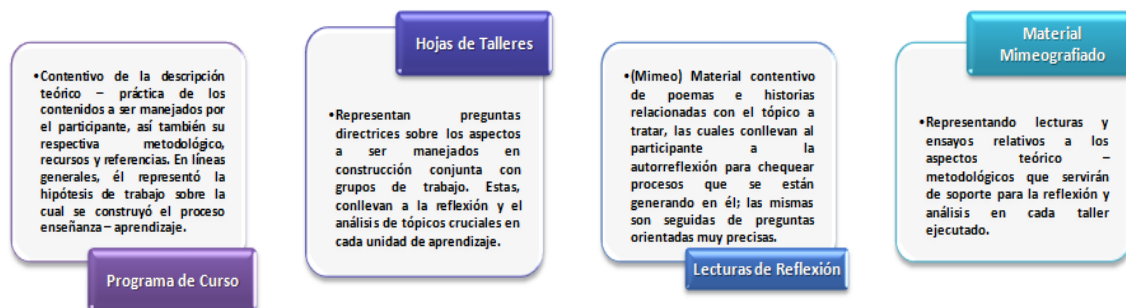 •Contentivo de la descripción
teórico – práctica de los
contenidos a ser manejados por
el participante, así también su
respectiva metodológico,
recursos y referencias. En líneas
generales, él representó la
hipótesis de trabajo sobre la
cual se construyó el proceso
enseñanza – aprendizaje.
Programa de Curso
Hojas de Talleres
•Representan preguntas
directrices sobre los aspectos
a ser manejados en
construcción conjunta con
grupos de trabajo. Estas,
conllevan a la reflexión y el
análisis de tópicos cruciales en
cada unidad de aprendizaje.
•(Mimeo) Material contentivo
de poemas e historias
relacionadas con el tópico a
tratar, las cuales conllevan al
participante a la
autorreflexión para chequear
procesos que se están
generando en él; las mismas
son seguidas de preguntas
orientadas muy precisas.
Lecturas de Reflexión
Material
Mimeografiado
•Representando lecturas y
ensayos relativos a los
aspectos teórico –
metodológicos que servirán
de soporte para la reflexión y
análisis en cada taller
ejecutado.